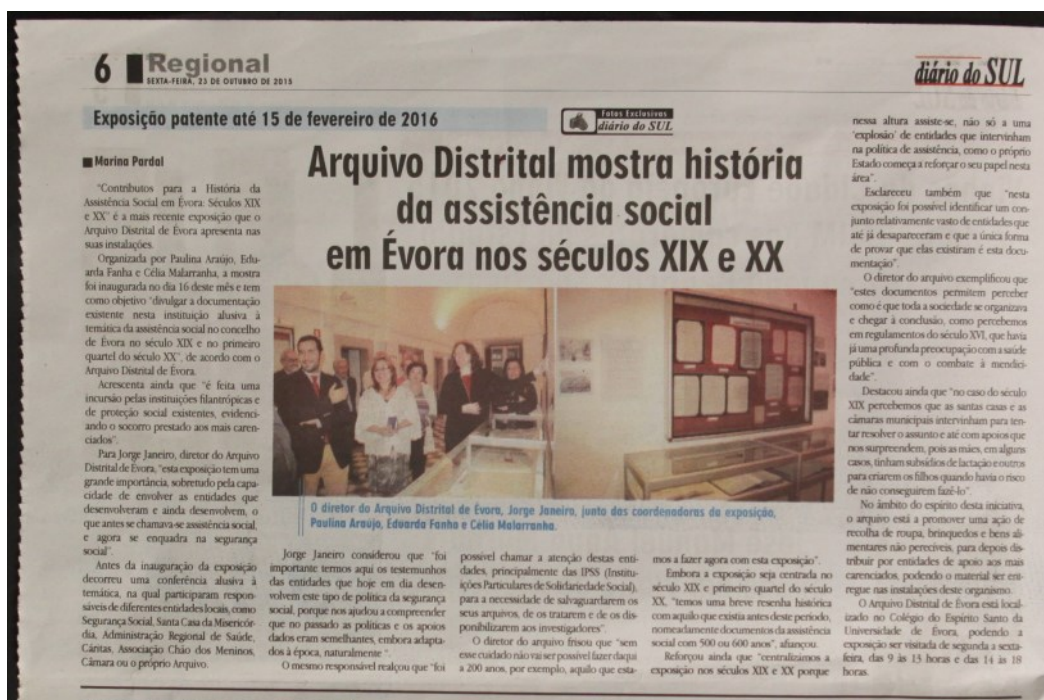 6 Regional
SEXTA-FEIRA, 23 DE OUTUBRO DE 2015
diário do SUL
Exposição patente até 15 de fevereiro de 2016
Fotos Exclusivas
diário do SUL
Arquivo Distrital mostra história
da assistência social
em Évora nos séculos XIX e XX
Marina Pardal
"Contributos para a História da
Assistência Social em Évora: Séculos XIX
e XX" é a mais recente exposição que o
Arquivo Distrital de Évora apresenta nas
suas instalações.
Organizada por Paulina Araújo, Edu-
arda Fanha e Célia Malarranha, a mostra
foi inaugurada no dia 16 deste mês e tem
como objetivo "divulgar a documentação
existente nesta instituição alusiva à
temática da assistência social no concelho
de Évora no século XIX e no primeiro
quartel do século XX", de acordo com o
Arquivo Distrital de Évora.
Acrescenta ainda que "é feita uma
incursão pelas instituições filantrópicas e
de proteção social existentes, evidenci-
ando o socorro prestado aos mais caren-
ciados".
Para Jorge Janeiro, diretor do Arquivo
Distrital de Évora, "esta exposição tem uma
grande importância, sobretudo pela capa-
cidade de envolver as entidades que
desenvolveram e ainda desenvolvem, o
que antes se chamava-se assistência social,
e agora se enquadra na segurança
social".
Antes da inauguração da exposição
decorreu uma conferência alusiva à
temática, na qual participaram respon-
sáveis de diferentes entidades locais, como
Segurança Social, Santa Casa da Misericór-
dia, Administração Regional de Saúde,
Cáritas, Associação Chão dos Meninos,
Câmara ou o próprio Arquivo.
O diretor do Arquivo Distrital de Évora, Jorge Janeiro, junto das coordenadoras da exposição,
Paulina Araújo, Eduarda Fanha e Célia Malarranha.
Jorge Janeiro considerou que "foi
importante termos aqui os testemunhos
das entidades que hoje em dia desen-
volvem este tipo de política da segurança
social, porque nos ajudou a compreender
que no passado as políticas e os apoios
dados eram semelhantes, embora adapta-
dos à época, naturalmente ".
O mesmo responsável realçou que "foi
possível chamar a atenção destas enti-
dades, principalmente das IPSS (Institu-
ições Particulares de Solidariedade Social),
para a necessidade de salvaguardarem os
seus arquivos, de os tratarem e de os
disponibilizarem aos investigadores".
O diretor do arquivo frisou que "sem
esse cuidado não vai ser possível fazer daqui
a 200 anos, por exemplo, aquilo que esta-
mos a fazer agora com esta exposição".
Embora a exposição seja centrada no
século XIX e primeiro quartel do século
XX, "temos uma breve resenha histórica
com aquilo que existia antes deste período,
nomeadamente documentos da assistência
social com 500 ou 600 anos", afiançou.
Reforçou ainda que "centralizámos a
exposição nos séculos XIX e XX porque
nessa altura assiste-se, não só a uma
'explosão' de entidades que intervinham
na política de assistência, como o próprio
Estado começa a reforçar o seu papel nesta
área".
Esclareceu também que "nesta
exposição foi possível identificar um con-
junto relativamente vasto de entidades que
até já desapareceram e que a única forma
de provar que elas existiram é esta docu-
mentação".
O diretor do arquivo exemplificou que
"estes documentos permitem perceber
como é que toda a sociedade se organizava
e chegar à conclusão, como percebemos
em regulamentos do século XVI, que havia
já uma profunda preocupação com a saúde
pública e com o combate à mendici-
dade".
Destacou ainda que "no caso do século
XIX percebemos que as santas casas e as
câmaras municipais intervinham para ten-
tar resolver o assunto e até com apoios que
nos surpreendem, pois as mães, em alguns
casos, tinham subsídios de lactação e outros
para criarem os filhos quando havia o risco
de não conseguirem fazê-lo".
No âmbito do espírito desta iniciativa,
o arquivo está a promover uma ação de
recolha de roupa, brinquedos e bens ali-
mentares não perecíveis, para depois dis-
tribuir por entidades de apoio aos mais
carenciados, podendo o material ser ent-
regue nas instalações deste organismo.
O Arquivo Distrital de Évora está local-
izado no Colégio do Espírito Santo da
Universidade de Évora, podendo a
exposição ser visitada de segunda a sexta-
feira, das 9 às 13 horas e das 14 às 18
horas.